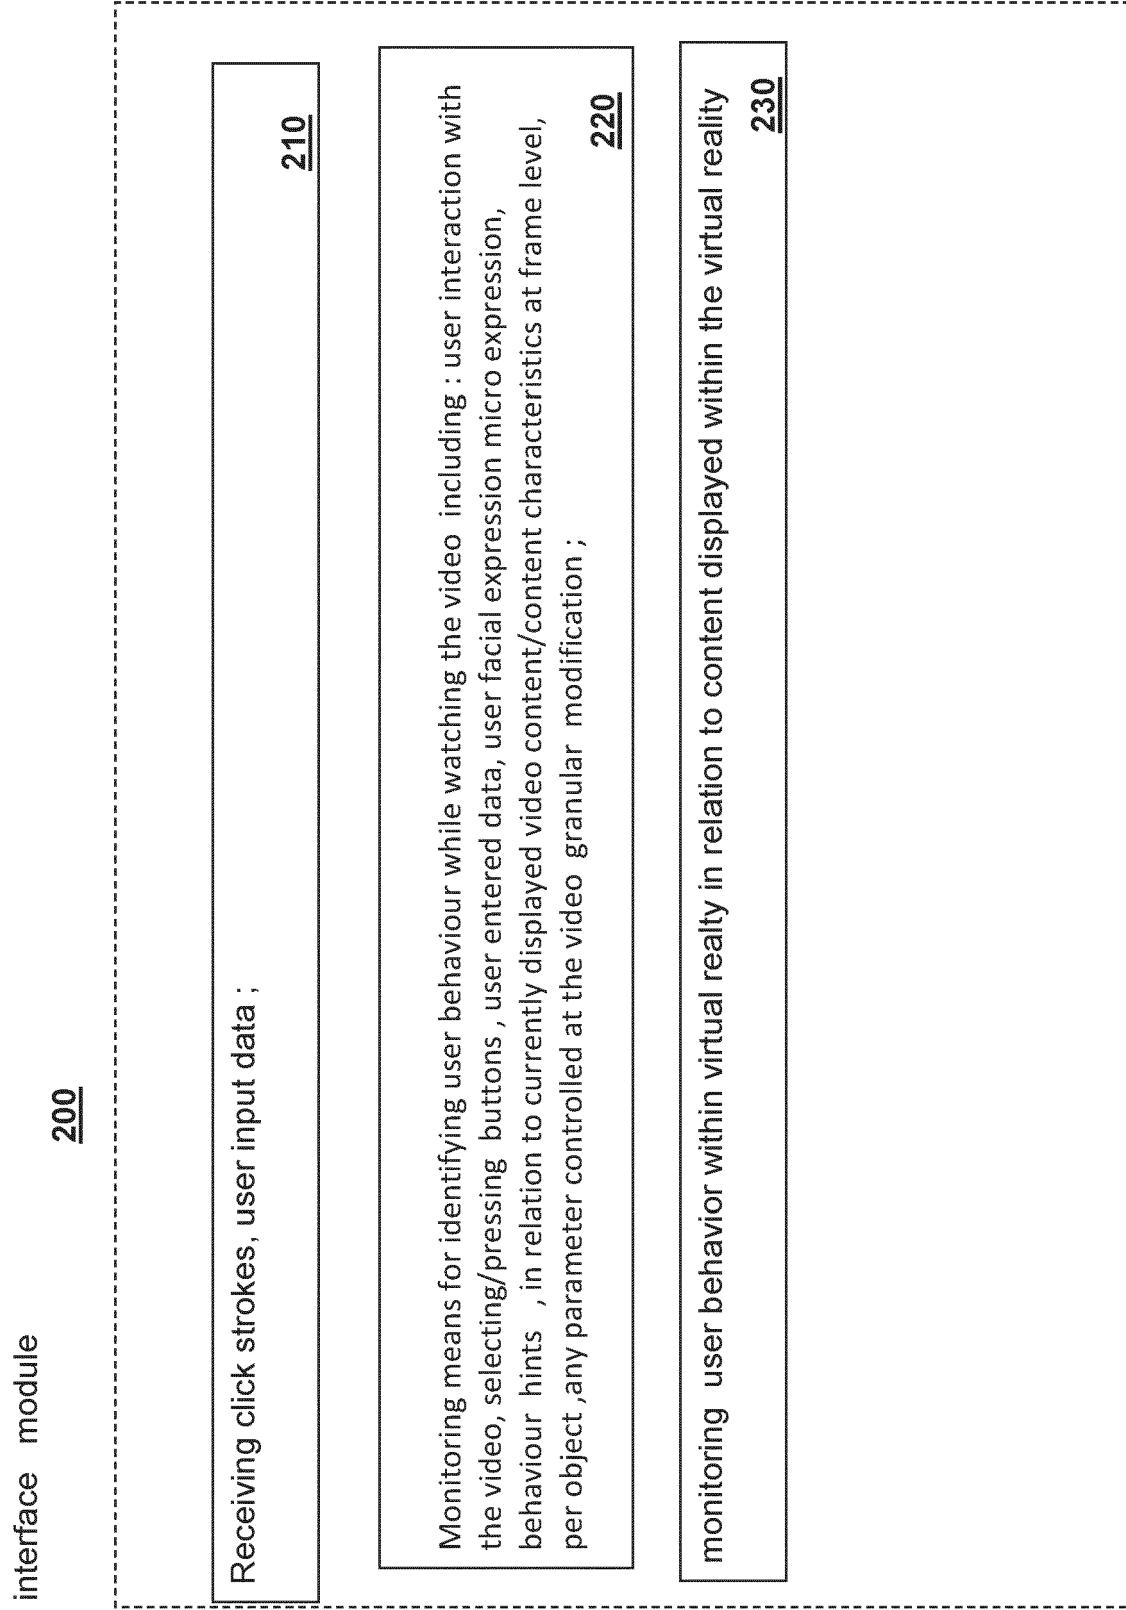 interface module
200
Receiving click strokes, user input data ;
210
Monitoring means for identifying user behaviour while watching the video including : user interaction with
the video, selecting/pressing buttons , user entered data, user facial expression micro expression,
behaviour hints , in relation to currently displayed video content/content characteristics at frame level,
per object ,any parameter controlled at the video granular modification ;
220
monitoring user behavior within virtual realty in relation to content displayed within the virtual reality
230